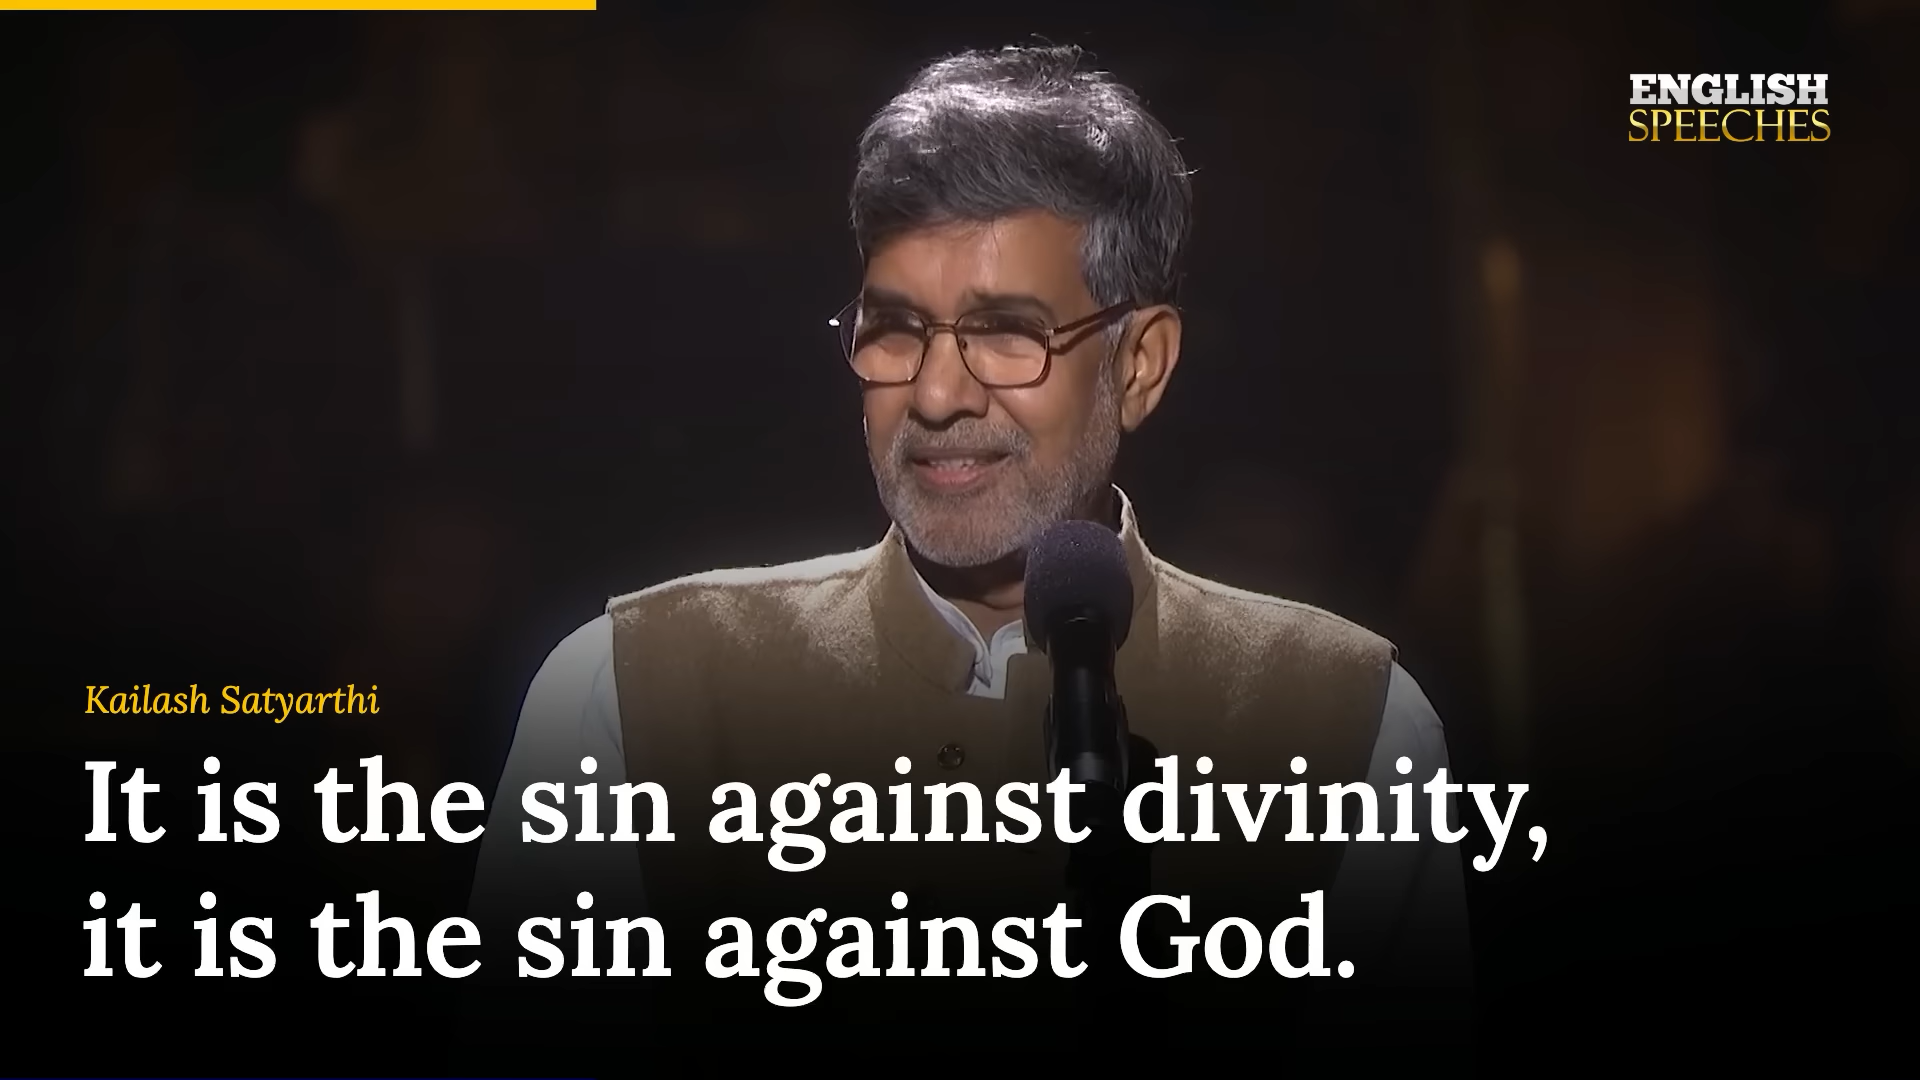 ENGLISH
SPEECHES
Kailash Satyarthi
It is the sin against divinity,
it is the sin against God.